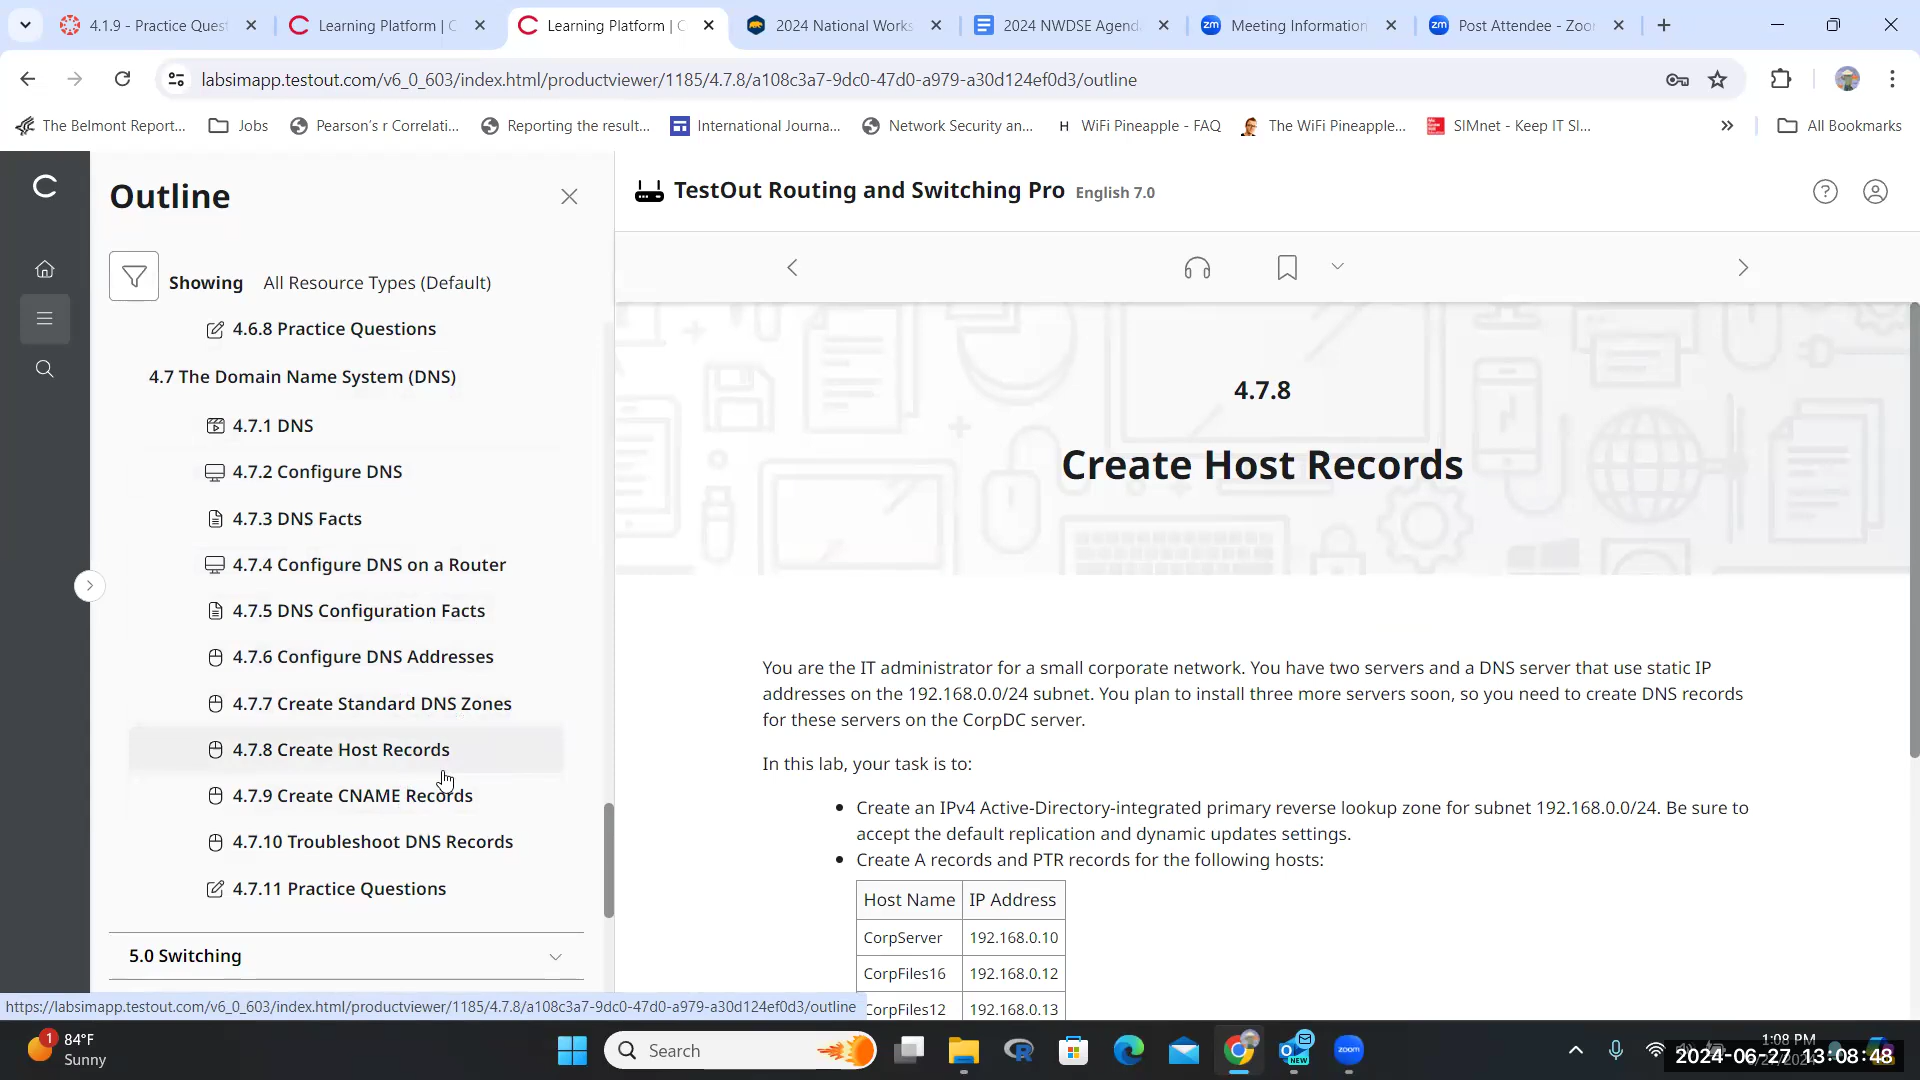 4.1.9 - Practice Quest
Learning Platform | C
Learning Platform | C
2024 National Works
2024 NWDSE Agend
Meeting Information
Post Attendee - Zoo
labsimapp.testout.com/v6_0_603/index.html/productviewer/1185/4.7.8/a108c3a7-9dc0-47d0-a979-a30d124ef0d3/outline
The Belmont Report...
Jobs
Pearson's r Correlati...
Reporting the result...
International Journa...
Network Security an...
H WiFi Pineapple - FAQ
The WiFi Pineapple...
SIMnet - Keep IT SI...
All Bookmarks
Outline
TestOut Routing and Switching Pro English 7.0
Showing All Resource Types (Default)
4.6.8 Practice Questions
4.7 The Domain Name System (DNS)
4.7.1 DNS
4.7.2 Configure DNS
4.7.3 DNS Facts
4.7.4 Configure DNS on a Router
4.7.5 DNS Configuration Facts
4.7.6 Configure DNS Addresses
4.7.7 Create Standard DNS Zones
4.7.8 Create Host Records
4.7.9 Create CNAME Records
4.7.10 Troubleshoot DNS Records
4.7.11 Practice Questions
5.0 Switching
4.7.8
Create Host Records
You are the IT administrator for a small corporate network. You have two servers and a DNS server that use static IP
addresses on the 192.168.0.0/24 subnet. You plan to install three more servers soon, so you need to create DNS records
for these servers on the CorpDC server.
In this lab, your task is to:
Create an IPv4 Active-Directory-integrated primary reverse lookup zone for subnet 192.168.0.0/24. Be sure to
accept the default replication and dynamic updates settings.
Create A records and PTR records for the following hosts:
Host Name IP Address
CorpServer 192.168.0.10
CorpFiles16 192.168.0.12
CorpFiles12 192.168.0.13
https://labsimapp.testout.com/v6_0_603/index.html/productviewer/1185/4.7.8/a108c3a7-9dc0-47d0-a979-a30d124ef0d3/outline
1
84°F
Sunny
Search
NEW
zoom
1:08 PM
2024-06-27 13:08:48